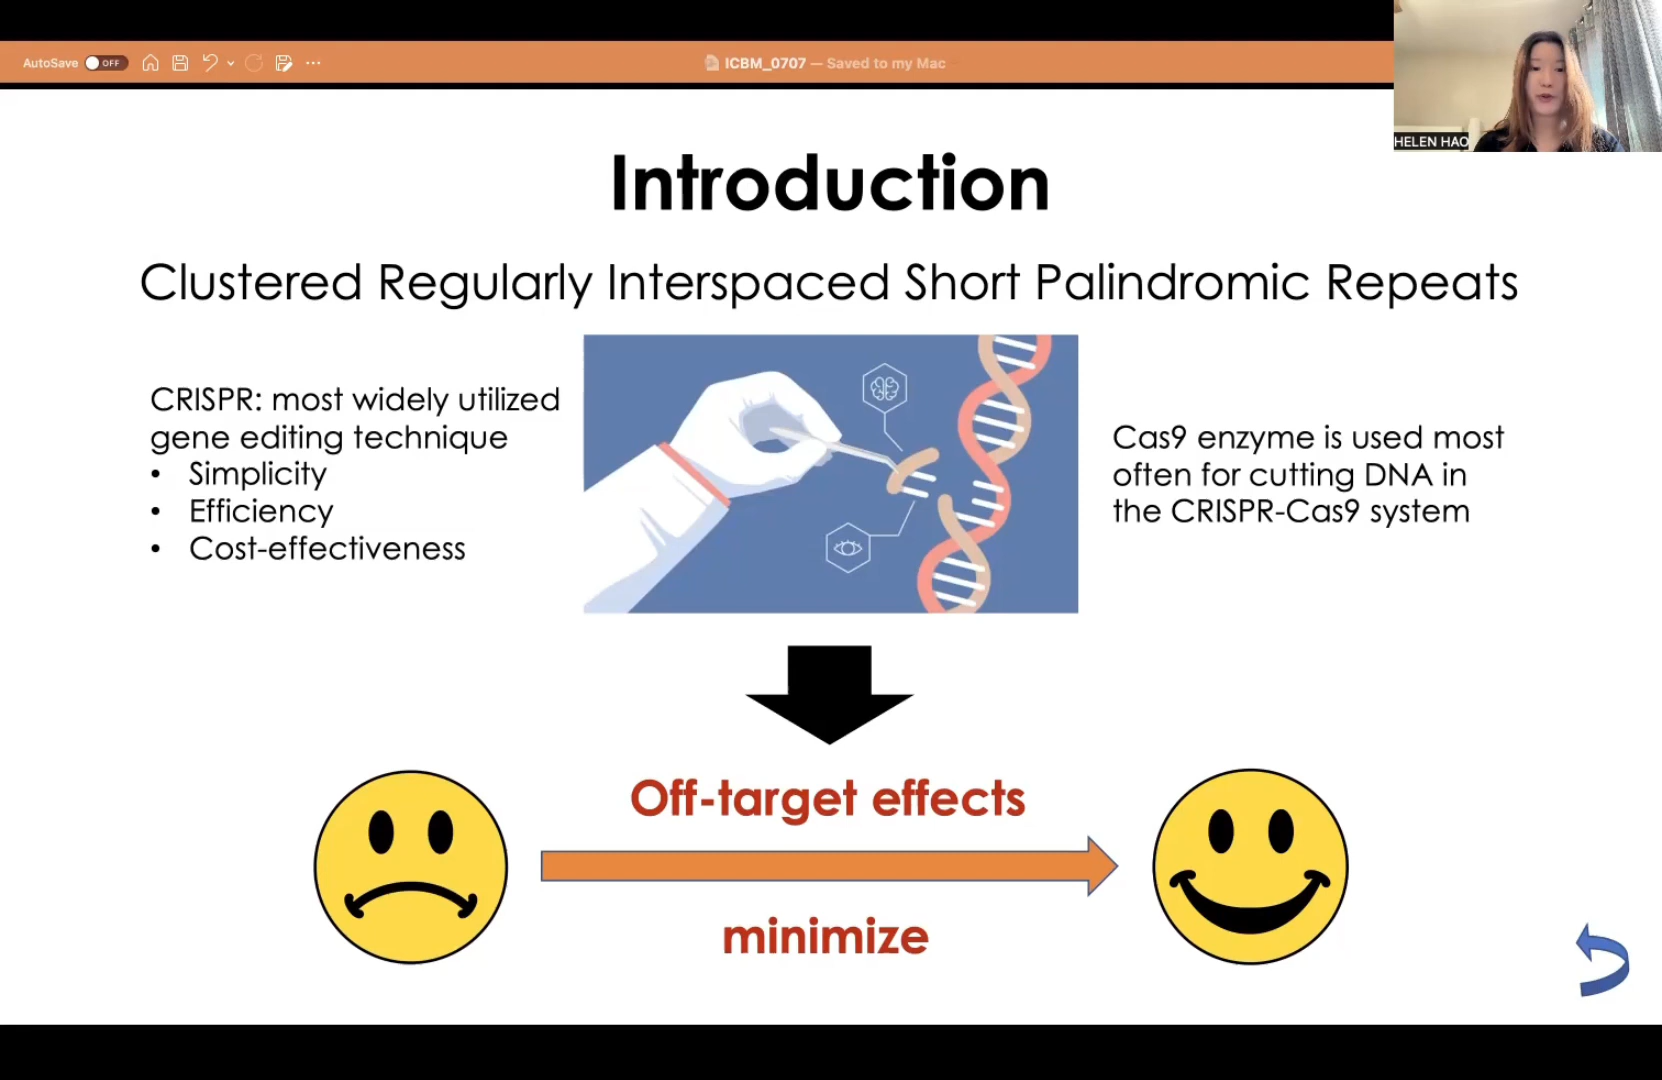 AutoSave OFF
ICBM_0707 — Saved to my Mac
HELEN HAO
Introduction
Clustered Regularly Interspaced Short Palindromic Repeats
CRISPR: most widely utilized
gene editing technique
• Simplicity
• Efficiency
• Cost-effectiveness
Cas9 enzyme is used most
often for cutting DNA in
the CRISPR-Cas9 system
Off-target effects
minimize